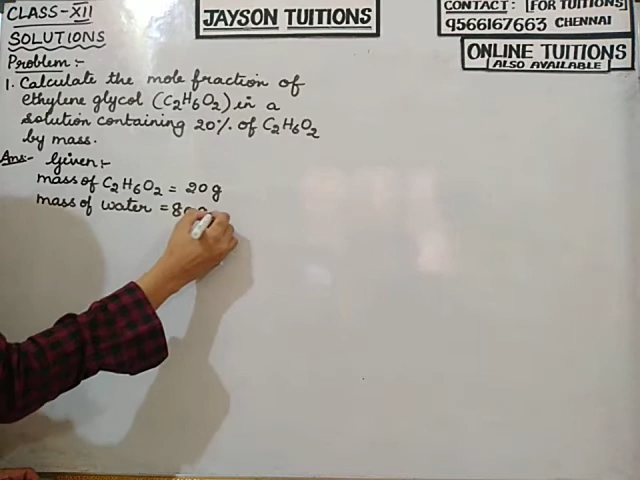 CLASS-XII
SOLUTIONS
JAYSON TUITIONS
CONTACT: [FOR TUITIONS]
9566167663 CHENNAI
ONLINE TUITIONS
ALSO AVAILABLE
Problem:-
1. Calculate the mole fraction of
ethylene glycol (C₂H₆O₂) in a
solution containing 20% of C₂H₆O₂
by mass.
Ans:- Given:-
mass of C₂H₆O₂ = 20 g
mass of water = 80